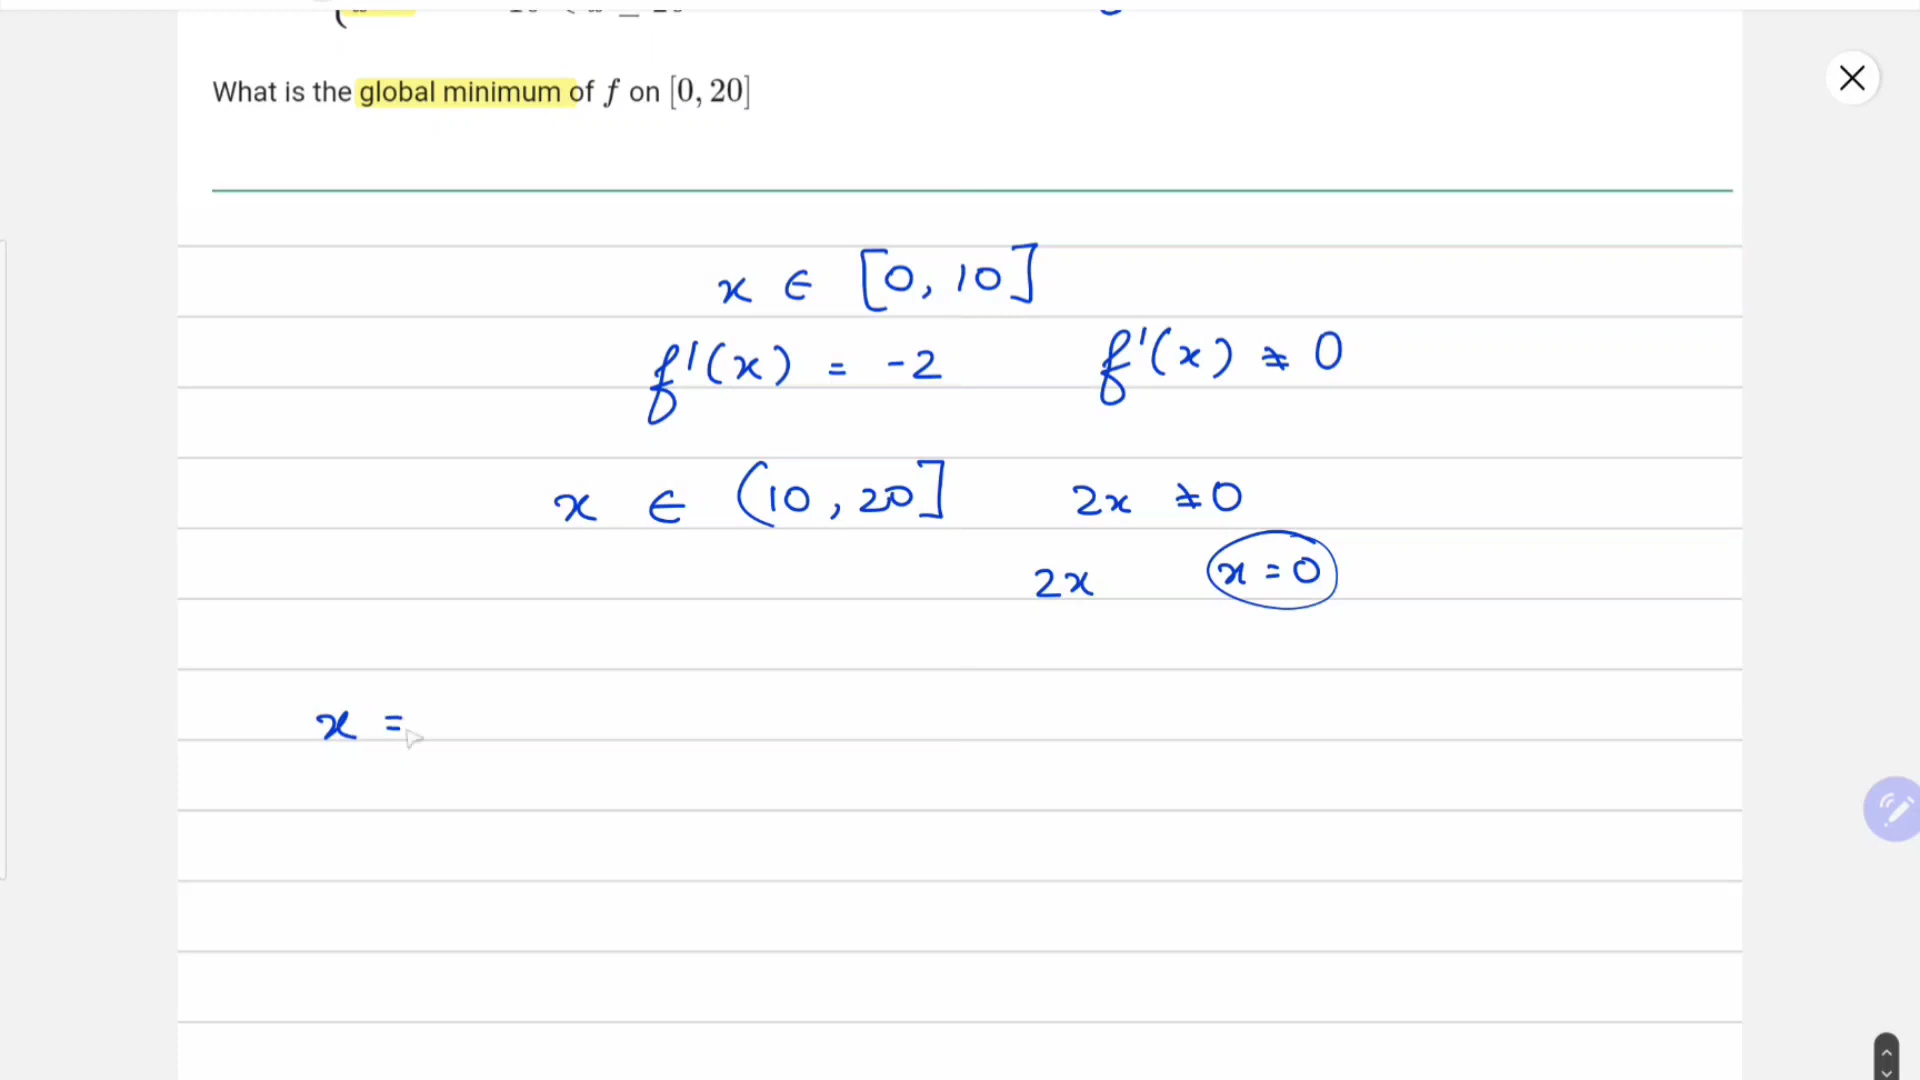 What is the global minimum of f on [0, 20]
x ∈ [0, 10]
f'(x) = -2 f'(x) ≠ 0
x ∈ (10, 20] 2x ≠ 0
2x x = 0
x =